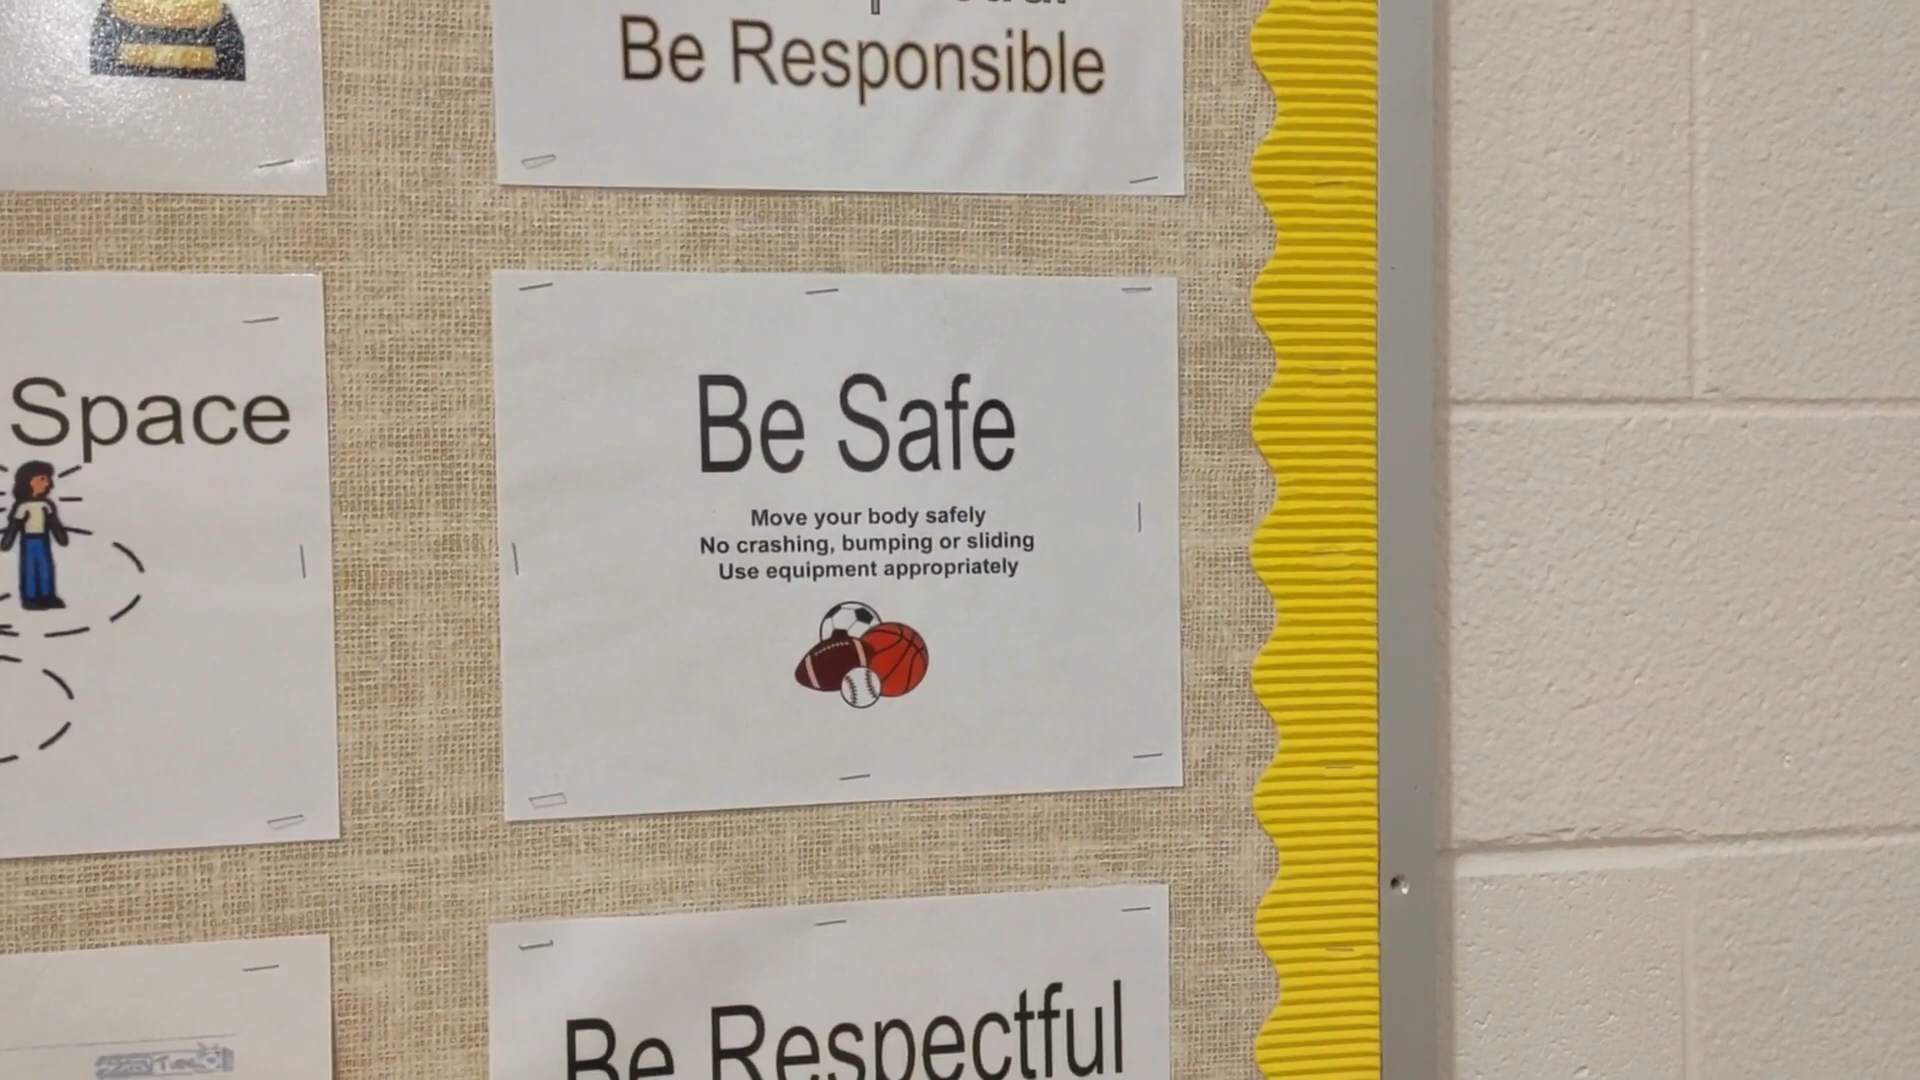 Be Responsible
Space
Be Safe
Move your body safely
No crashing, bumping or sliding
Use equipment appropriately
Be Respectful